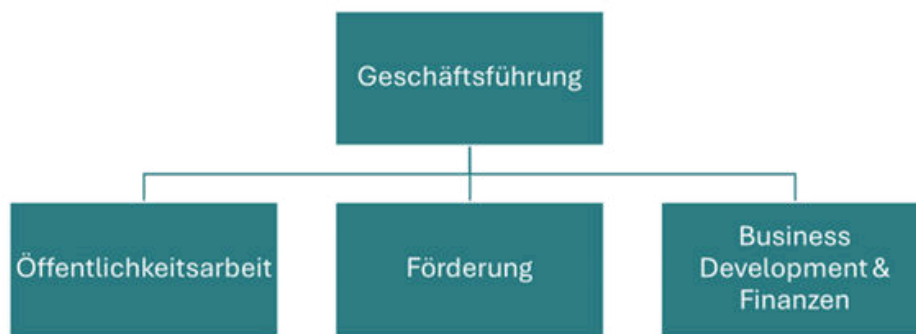 Geschäftsführung
Öffentlichkeitsarbeit
Förderung
Business
Development &
Finanzen